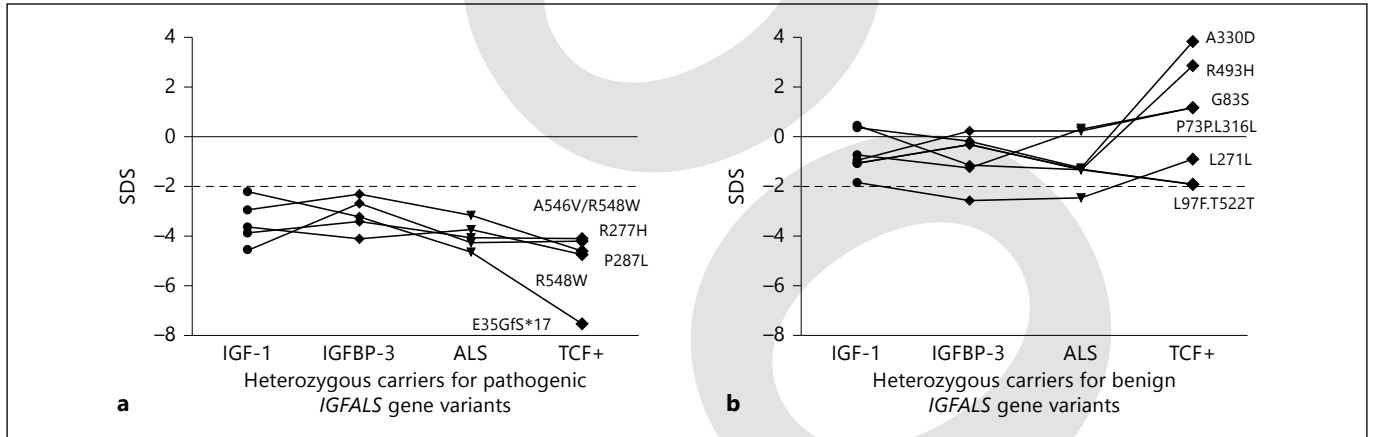 4
2
0
–2
–4
–6
–8
SDS
A546V/R548W
R277H
P287L
R548W
E35GfS*17
IGF-1 IGFBP-3 ALS TCF+
Heterozygous carriers for pathogenic
IGFALS gene variants
a
4
2
0
–2
–4
–6
–8
SDS
A330D
R493H
G83S
P73P.L316L
L271L
L97F.T522T
IGF-1 IGFBP-3 ALS TCF+
Heterozygous carriers for benign
IGFALS gene variants
b